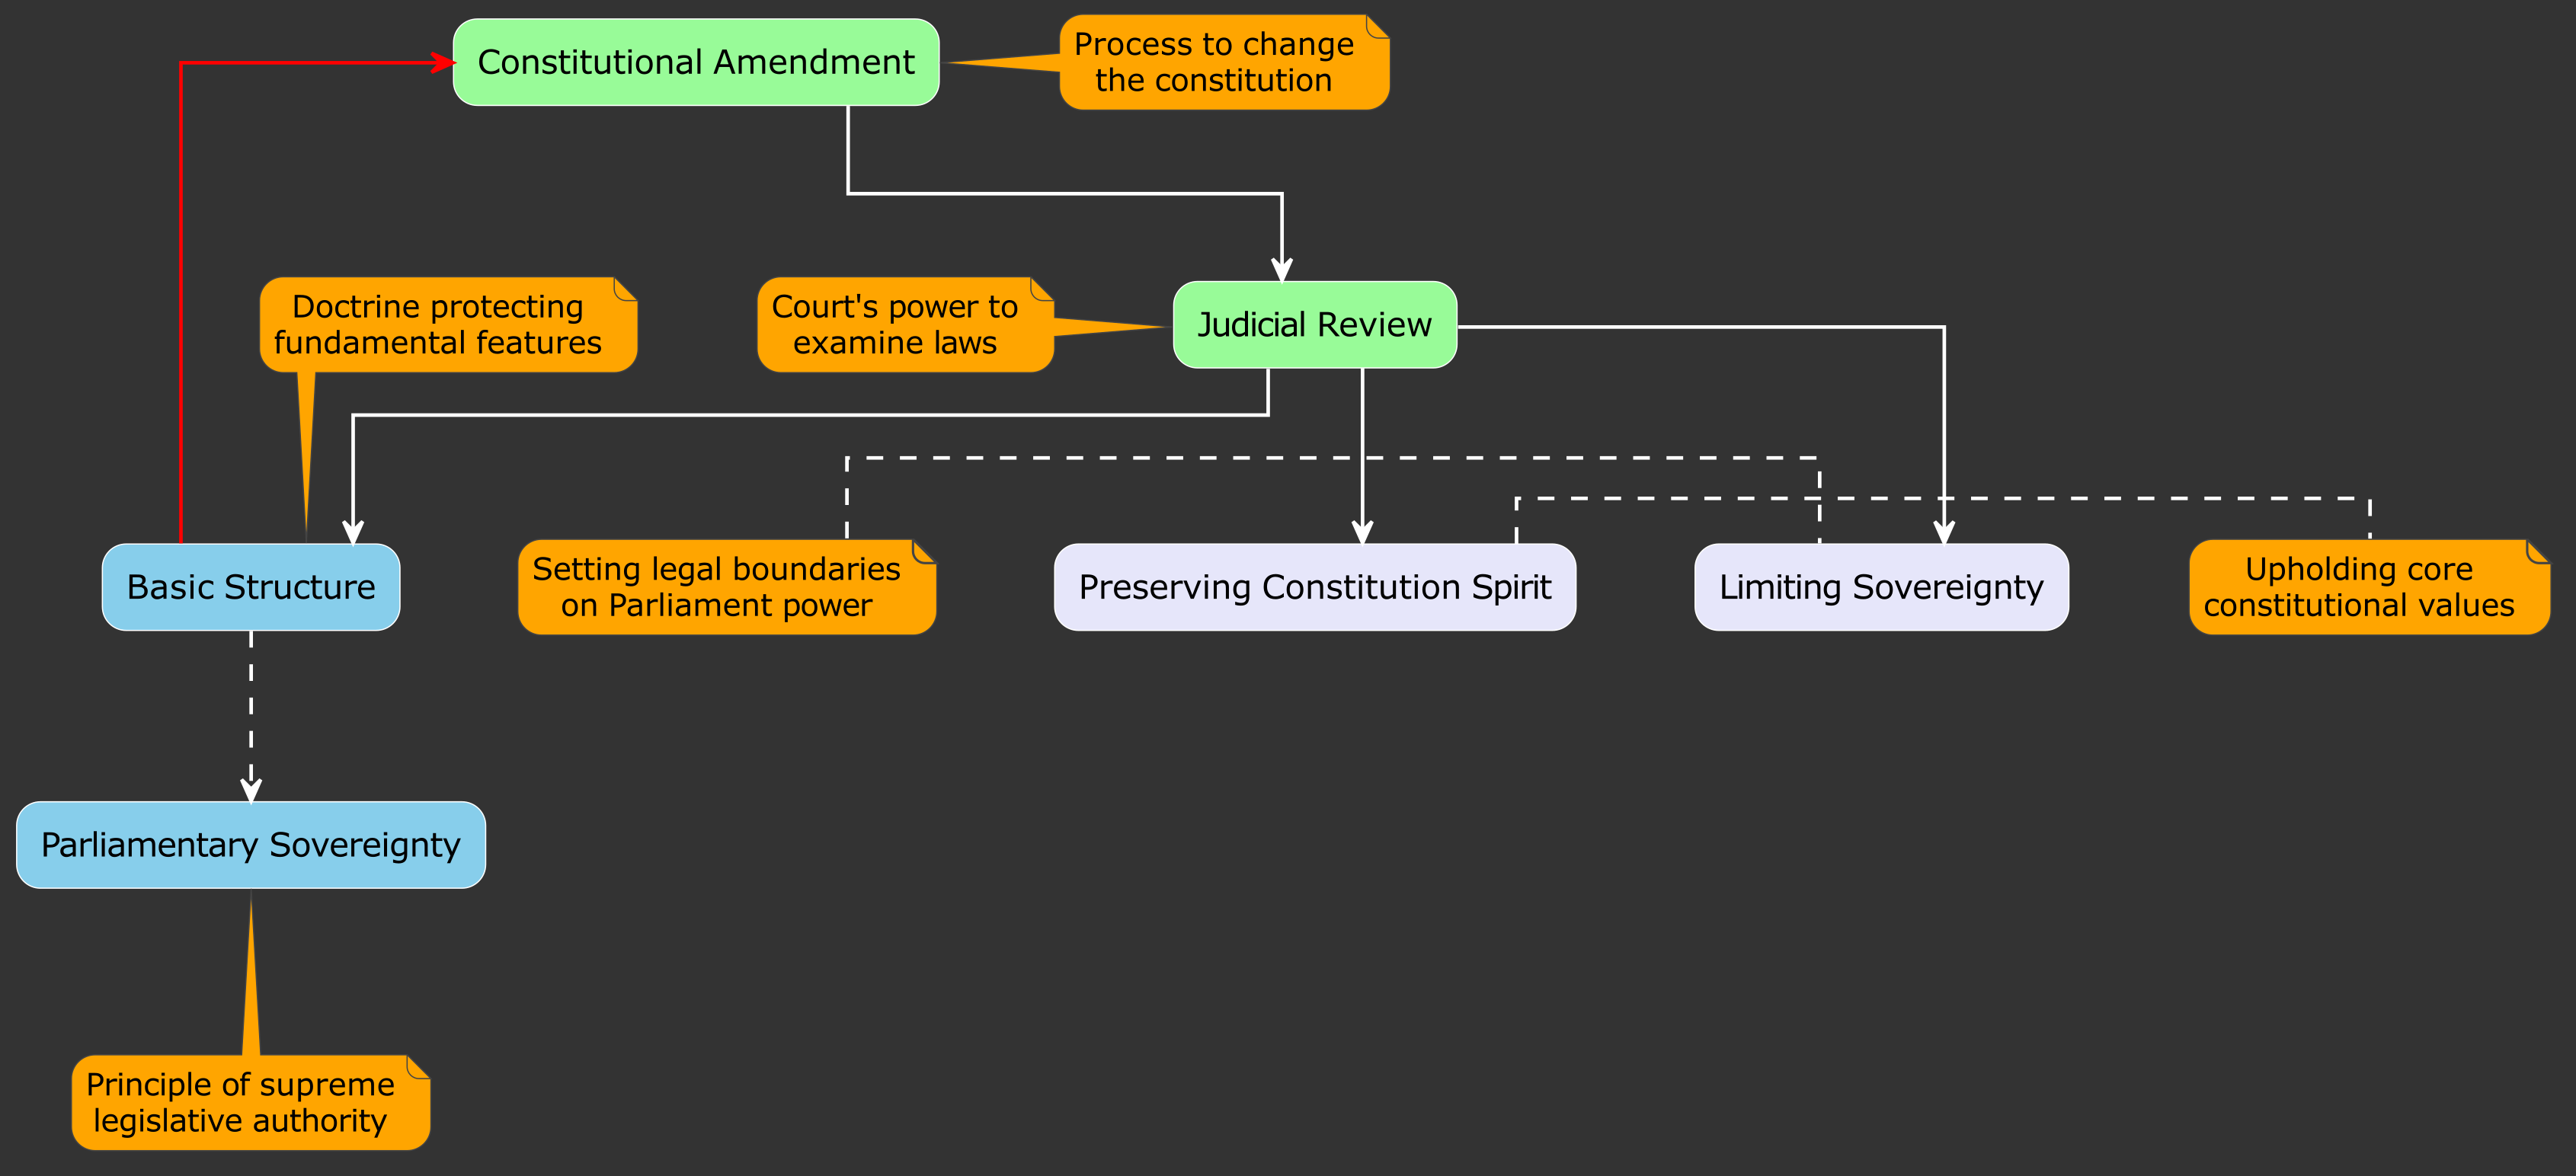 Constitutional Amendment
Process to change
the constitution
Doctrine protecting
fundamental features
Court's power to
examine laws
Judicial Review
Basic Structure
Setting legal boundaries
on Parliament power
Preserving Constitution Spirit
Limiting Sovereignty
Upholding core
constitutional values
Parliamentary Sovereignty
Principle of supreme
legislative authority